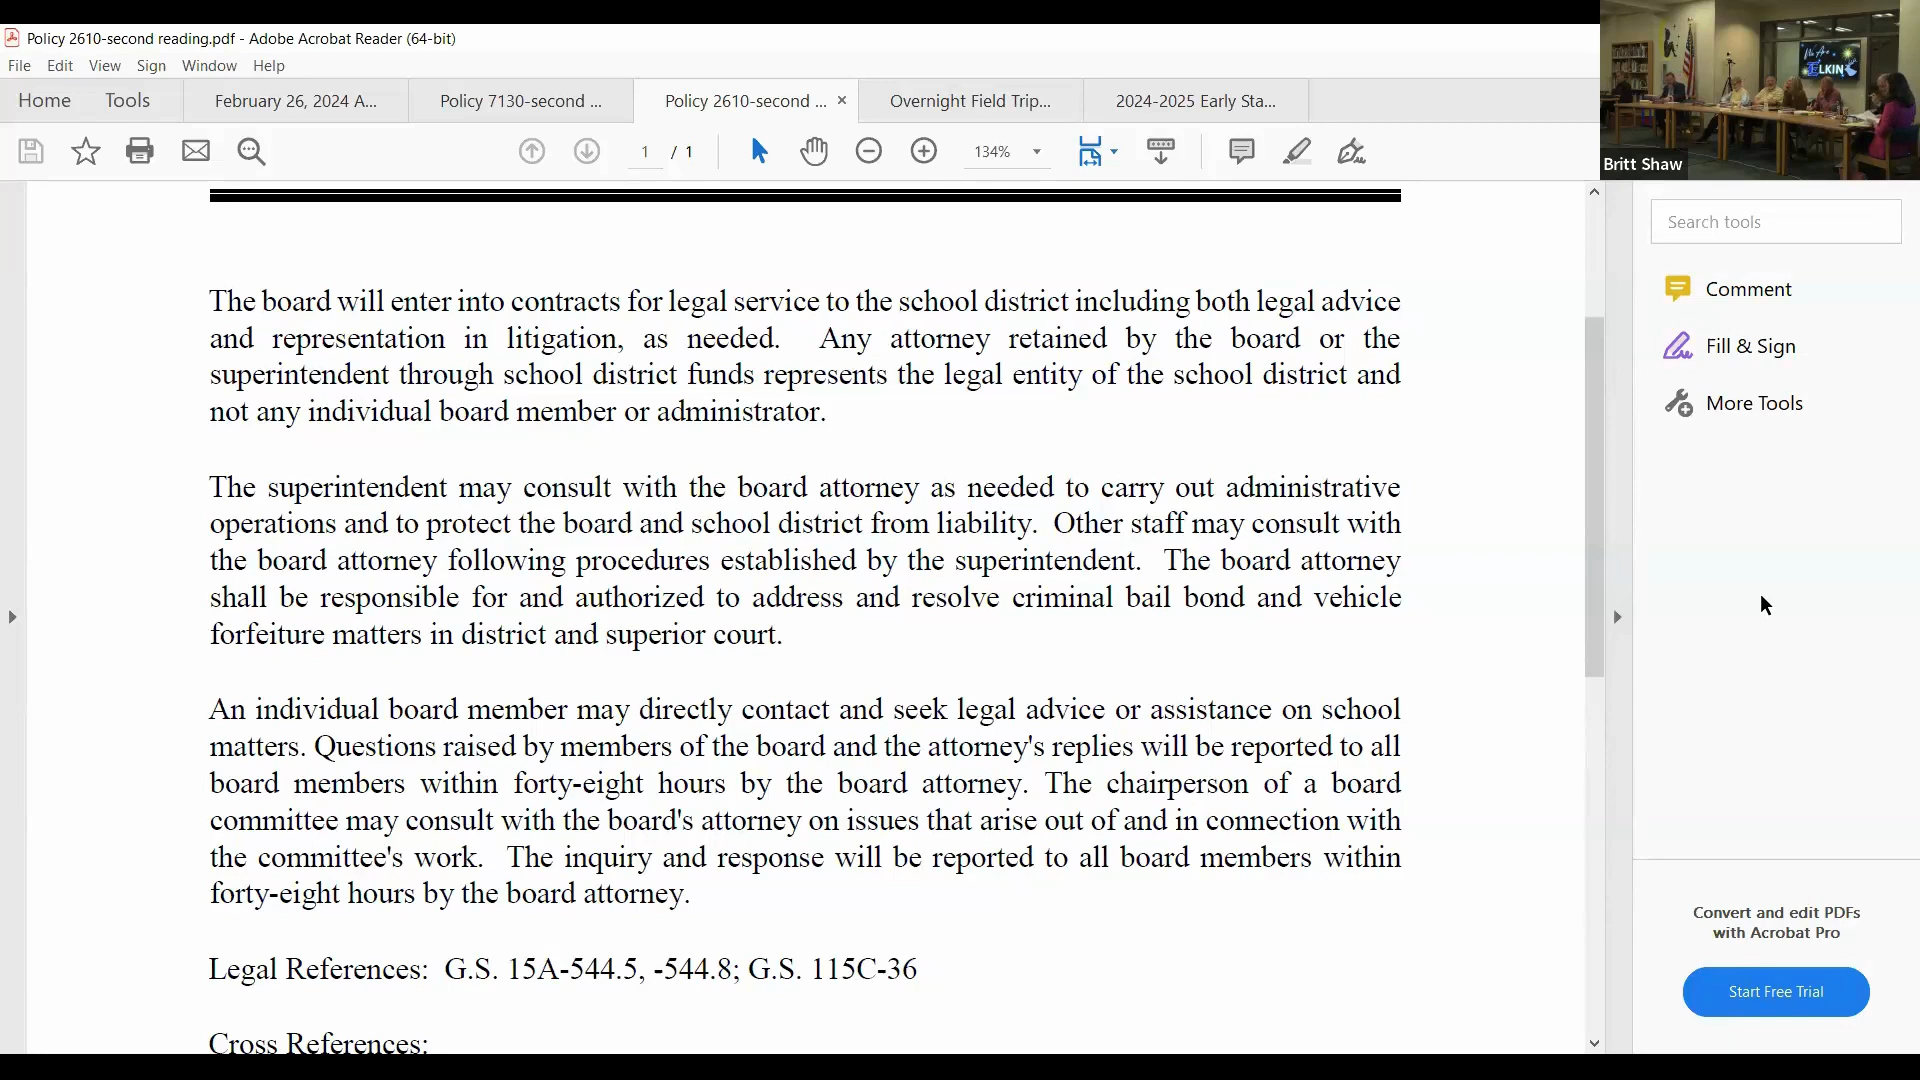 Policy 2610-second reading.pdf - Adobe Acrobat Reader (64-bit)
File Edit View Sign Window Help
Home Tools February 26, 2024 A... Policy 7130-second ... Policy 2610-second ... × Overnight Field Trip... 2024-2025 Early Sta...
1 / 1 134%
We Are
ELKIN
Britt Shaw
The board will enter into contracts for legal service to the school district including both legal advice
and representation in litigation, as needed. Any attorney retained by the board or the
superintendent through school district funds represents the legal entity of the school district and
not any individual board member or administrator.
The superintendent may consult with the board attorney as needed to carry out administrative
operations and to protect the board and school district from liability. Other staff may consult with
the board attorney following procedures established by the superintendent. The board attorney
shall be responsible for and authorized to address and resolve criminal bail bond and vehicle
forfeiture matters in district and superior court.
An individual board member may directly contact and seek legal advice or assistance on school
matters. Questions raised by members of the board and the attorney's replies will be reported to all
board members within forty-eight hours by the board attorney. The chairperson of a board
committee may consult with the board's attorney on issues that arise out of and in connection with
the committee's work. The inquiry and response will be reported to all board members within
forty-eight hours by the board attorney.
Legal References: G.S. 15A-544.5, -544.8; G.S. 115C-36
Cross References:
Search tools
Comment
Fill & Sign
More Tools
Convert and edit PDFs
with Acrobat Pro
Start Free Trial